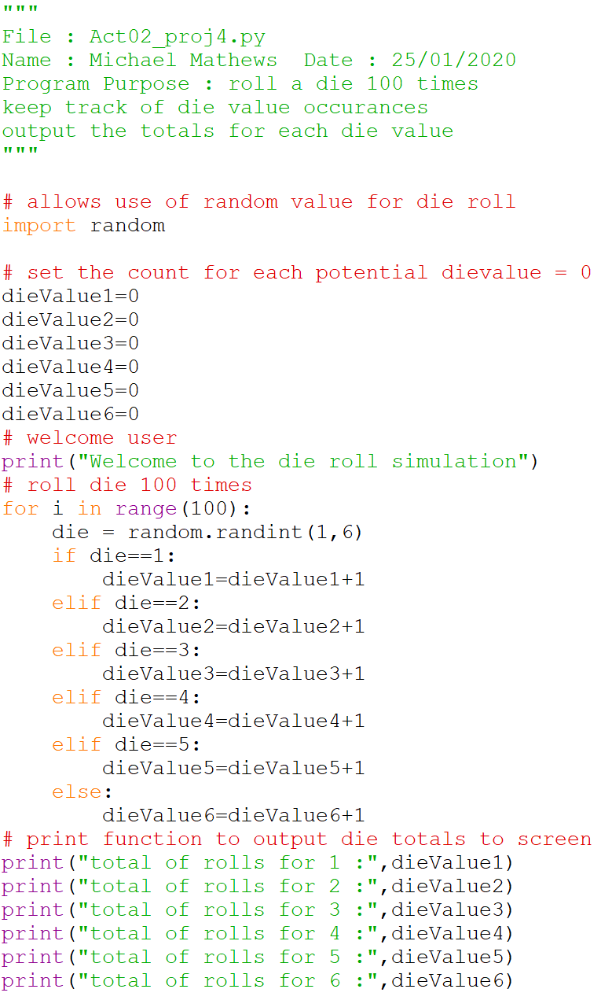 """
File : Act02_proj4.py
Name : Michael Mathews  Date : 25/01/2020
Program Purpose : roll a die 100 times
keep track of die value occurances
output the totals for each die value
"""

# allows use of random value for die roll
import random

# set the count for each potential dievalue = 0
dieValue1=0
dieValue2=0
dieValue3=0
dieValue4=0
dieValue5=0
dieValue6=0
# welcome user
print("Welcome to the die roll simulation")
# roll die 100 times
for i in range(100):
    die = random.randint(1,6)
    if die==1:
        dieValue1=dieValue1+1
    elif die==2:
        dieValue2=dieValue2+1
    elif die==3:
        dieValue3=dieValue3+1
    elif die==4:
        dieValue4=dieValue4+1
    elif die==5:
        dieValue5=dieValue5+1
    else:
        dieValue6=dieValue6+1
# print function to output die totals to screen
print("total of rolls for 1 :",dieValue1)
print("total of rolls for 2 :",dieValue2)
print("total of rolls for 3 :",dieValue3)
print("total of rolls for 4 :",dieValue4)
print("total of rolls for 5 :",dieValue5)
print("total of rolls for 6 :",dieValue6)